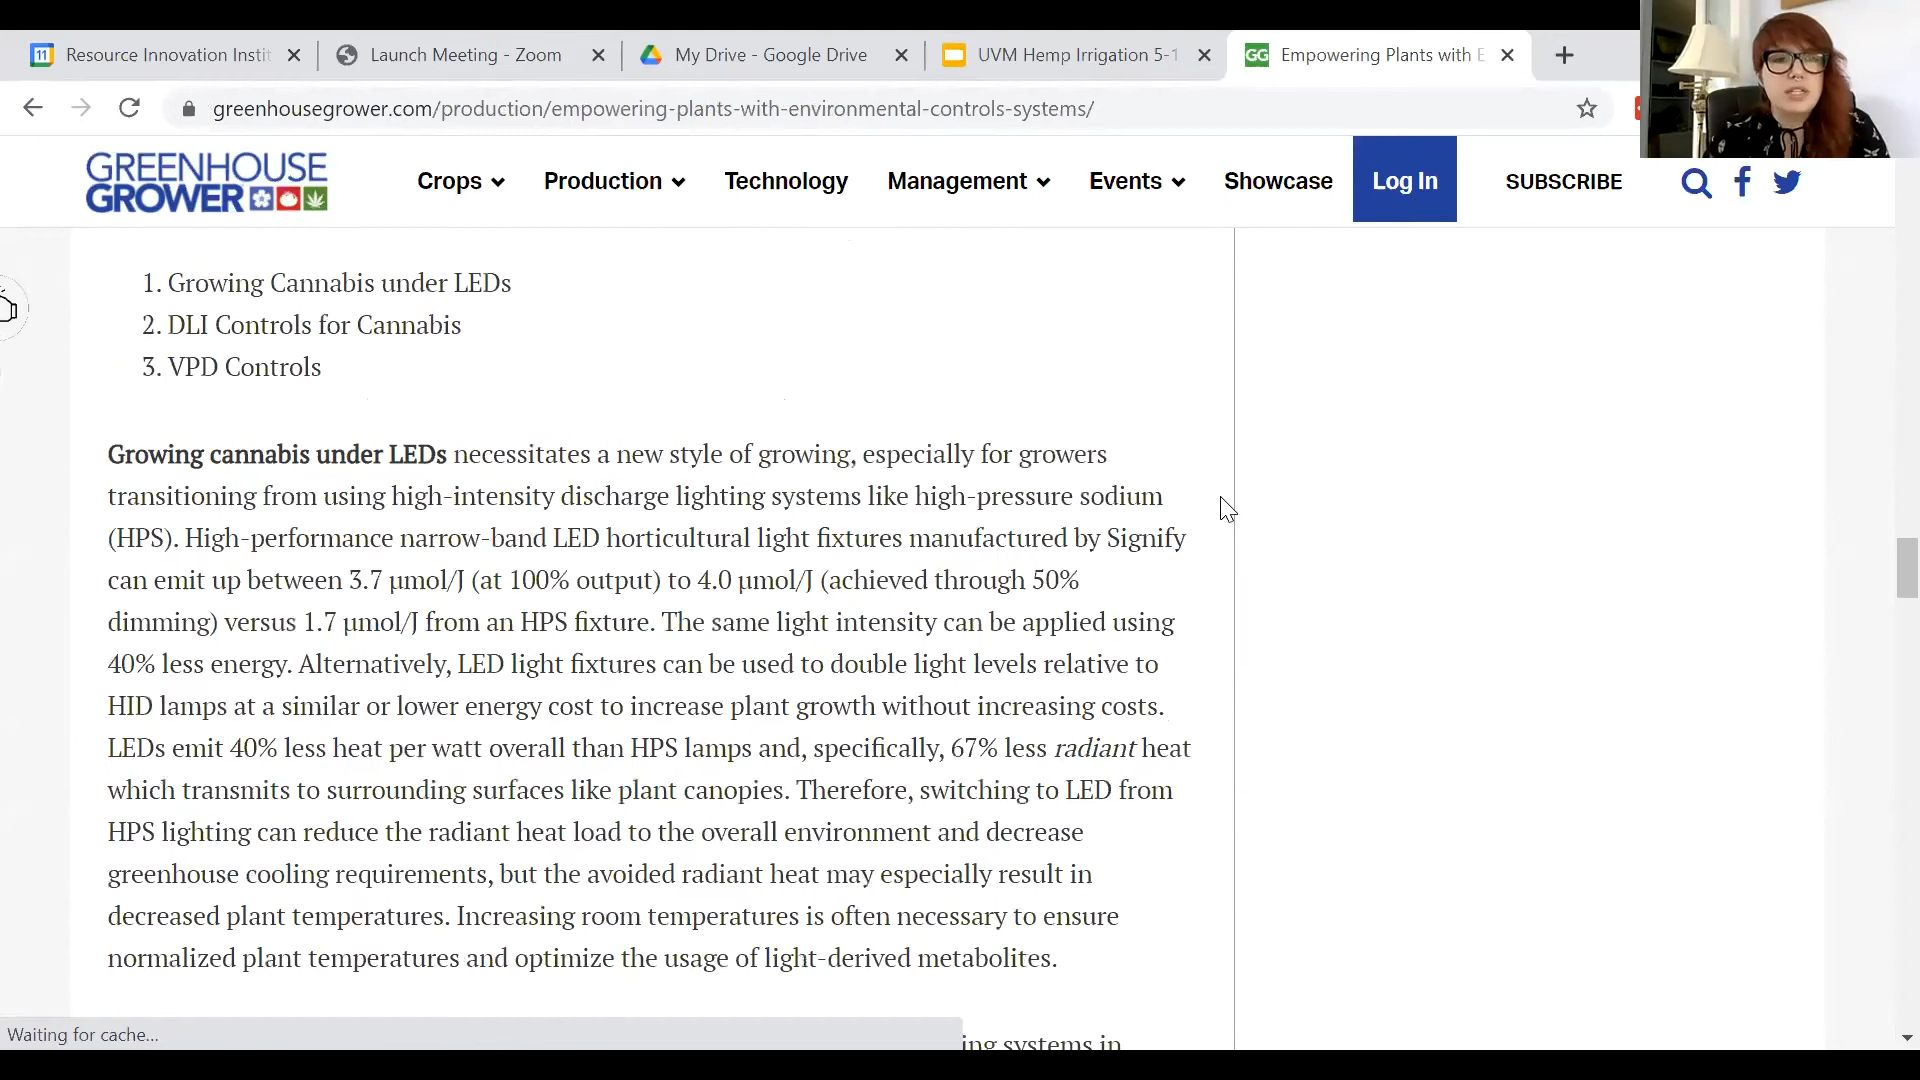 11 Resource Innovation Instit
Launch Meeting - Zoom
My Drive - Google Drive
UVM Hemp Irrigation 5-1
GG Empowering Plants with E
greenhousegrower.com/production/empowering-plants-with-environmental-controls-systems/
GREENHOUSE
GROWER
Crops
Production
Technology
Management
Events
Showcase
Log In
SUBSCRIBE
1. Growing Cannabis under LEDs
2. DLI Controls for Cannabis
3. VPD Controls
Growing cannabis under LEDs necessitates a new style of growing, especially for growers
transitioning from using high-intensity discharge lighting systems like high-pressure sodium
(HPS). High-performance narrow-band LED horticultural light fixtures manufactured by Signify
can emit up between 3.7 μmol/J (at 100% output) to 4.0 μmol/J (achieved through 50%
dimming) versus 1.7 μmol/J from an HPS fixture. The same light intensity can be applied using
40% less energy. Alternatively, LED light fixtures can be used to double light levels relative to
HID lamps at a similar or lower energy cost to increase plant growth without increasing costs.
LEDs emit 40% less heat per watt overall than HPS lamps and, specifically, 67% less radiant heat
which transmits to surrounding surfaces like plant canopies. Therefore, switching to LED from
HPS lighting can reduce the radiant heat load to the overall environment and decrease
greenhouse cooling requirements, but the avoided radiant heat may especially result in
decreased plant temperatures. Increasing room temperatures is often necessary to ensure
normalized plant temperatures and optimize the usage of light-derived metabolites.
Waiting for cache...
ing systems in